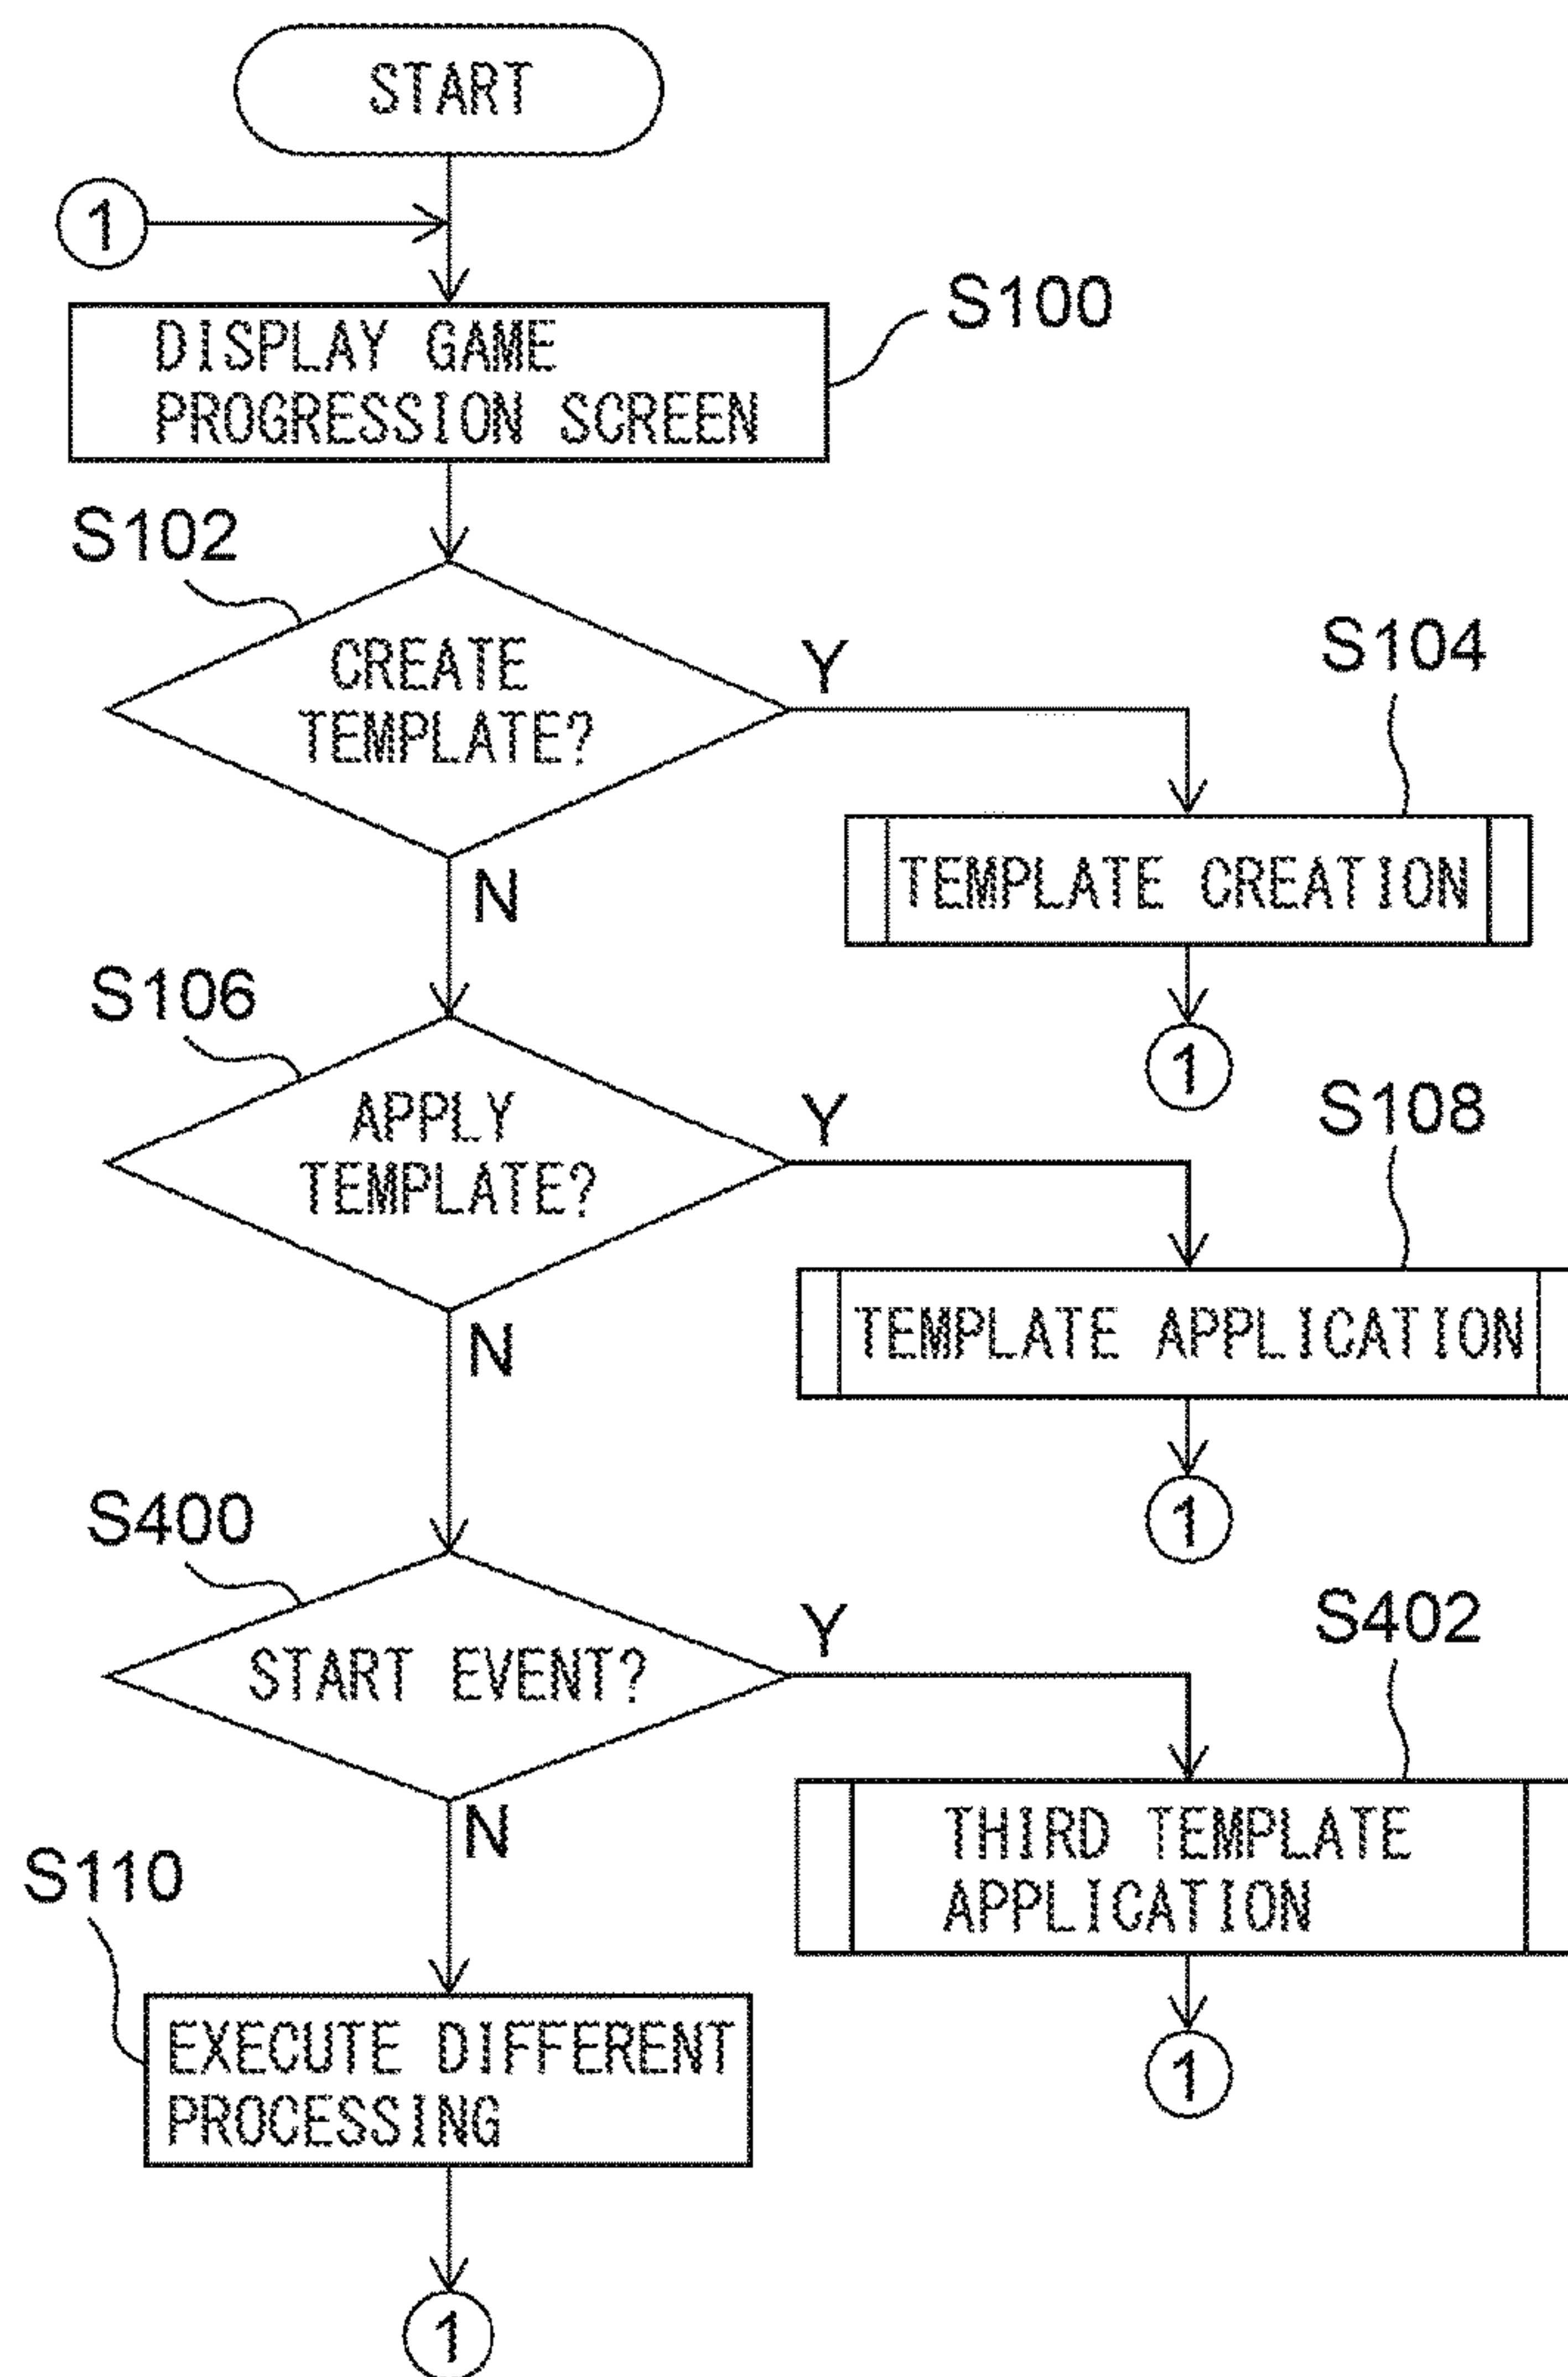 START
1
DISPLAY GAME
PROGRESSION SCREEN
S100
S102
CREATE
TEMPLATE?
Y
N
S104
TEMPLATE CREATION
1
S106
APPLY
TEMPLATE?
Y
N
S108
TEMPLATE APPLICATION
1
S400
START EVENT?
Y
N
S402
THIRD TEMPLATE
APPLICATION
1
S110
EXECUTE DIFFERENT
PROCESSING
1